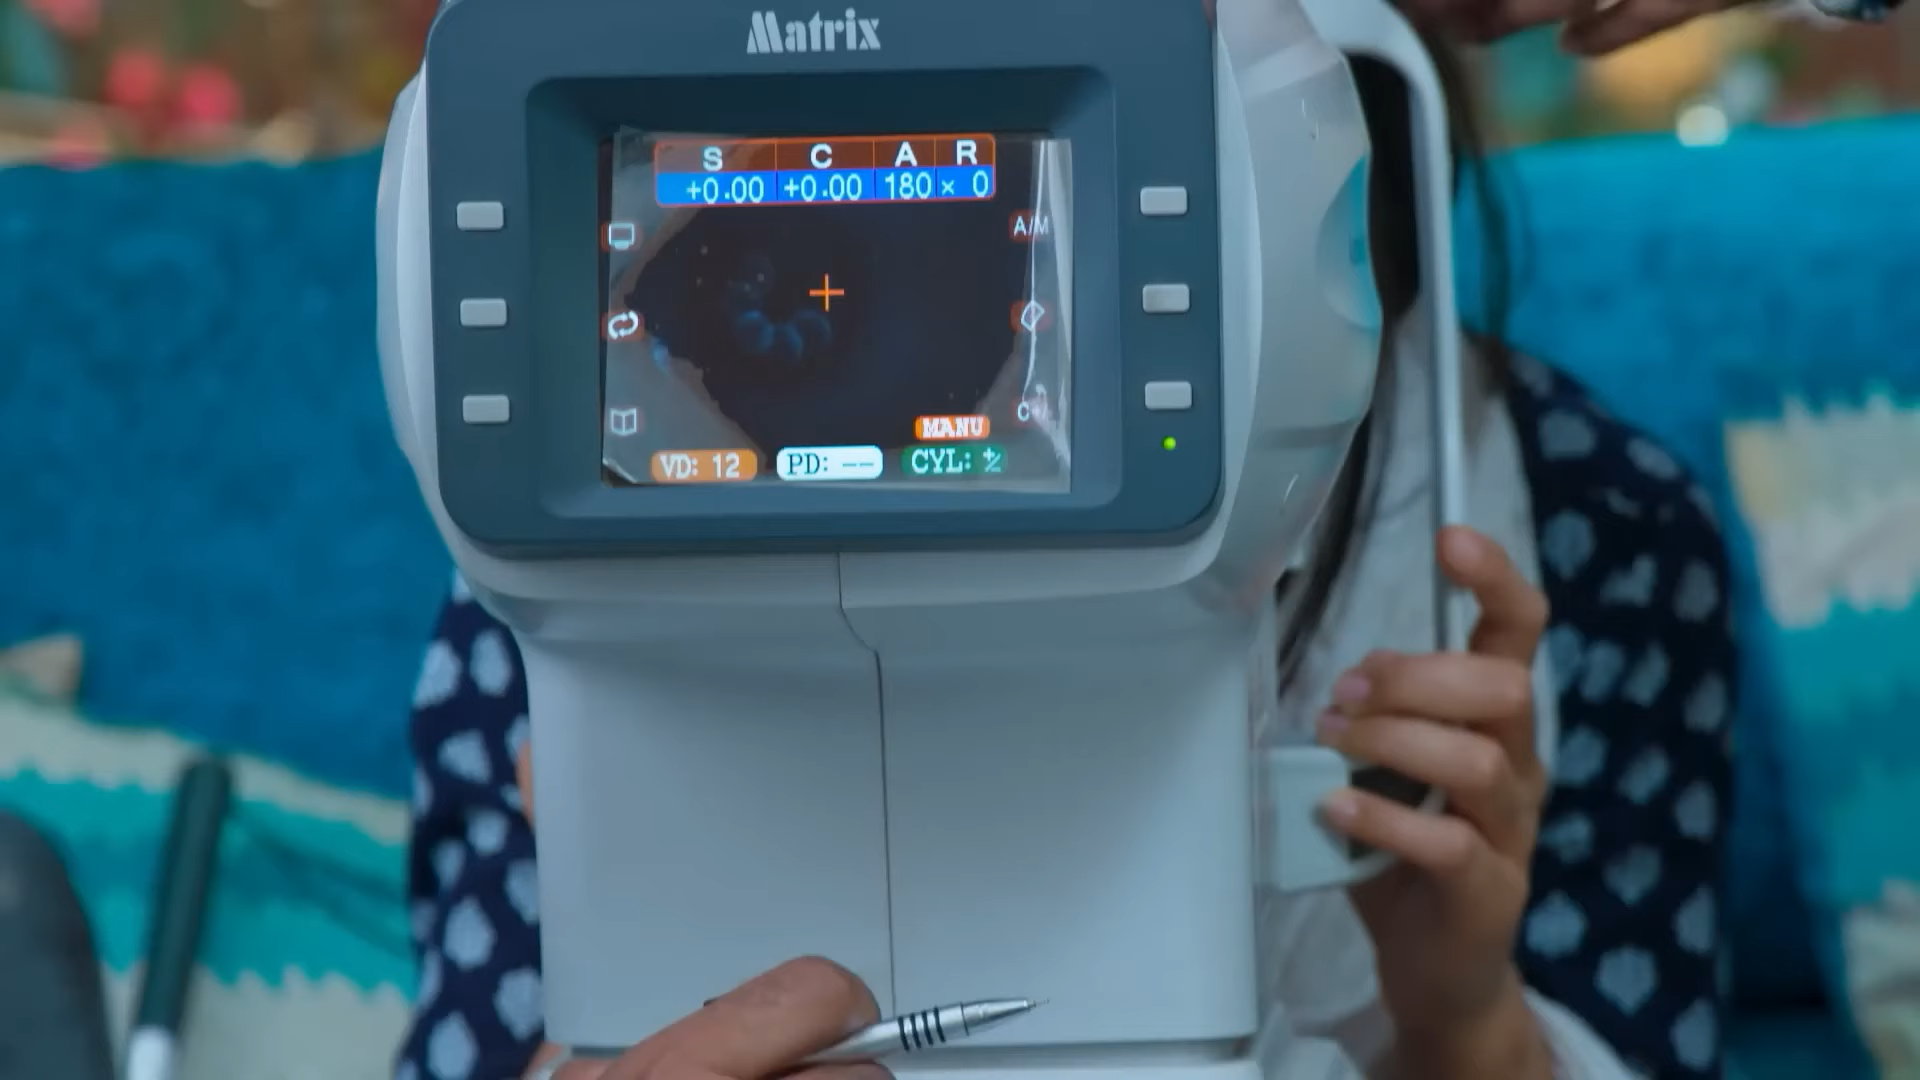 Matrix
S C A R
+0.00 +0.00 180 × 0
A/M
MANU
VD: 12 PD: -- CYL: ±